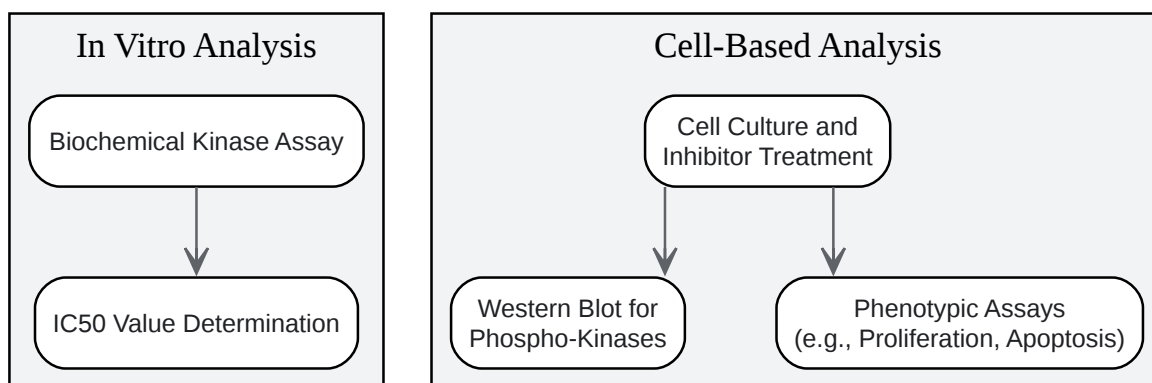 In Vitro Analysis
Biochemical Kinase Assay
IC50 Value Determination
Cell-Based Analysis
Cell Culture and
Inhibitor Treatment
Western Blot for
Phospho-Kinases
Phenotypic Assays
(e.g., Proliferation, Apoptosis)